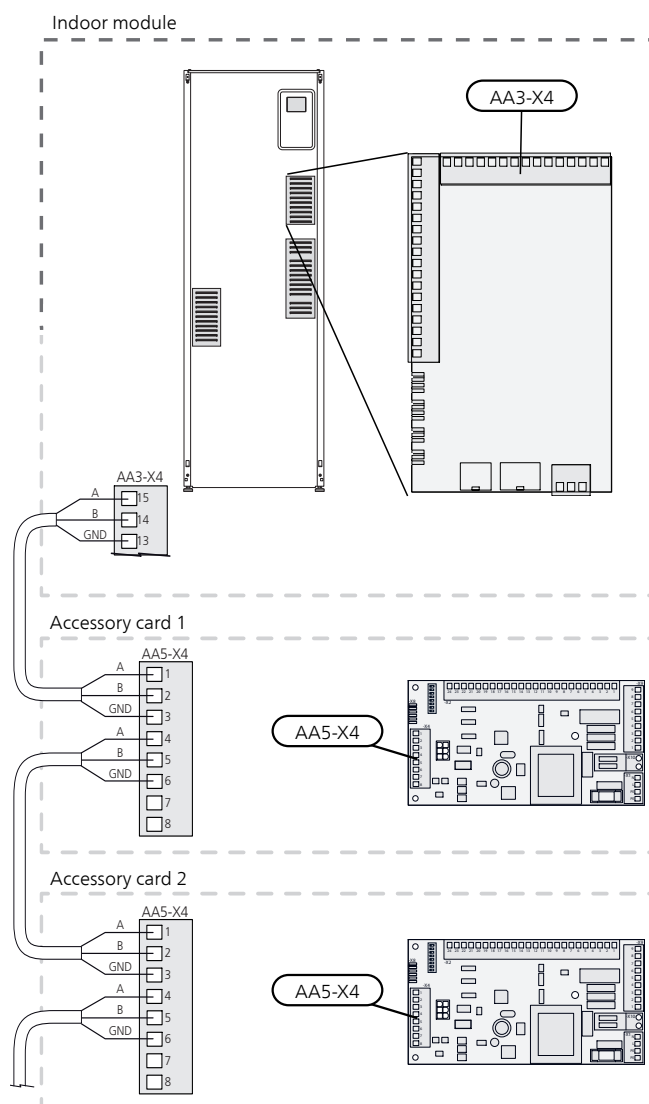 Indoor module
AA3-X4
AA3-X4
A 15
B 14
GND 13
Accessory card 1
AA5-X4
A 1
B 2
GND 3
A 4
B 5
GND 6
7
8
AA5-X4
Accessory card 2
AA5-X4
A 1
B 2
GND 3
A 4
B 5
GND 6
7
8
AA5-X4